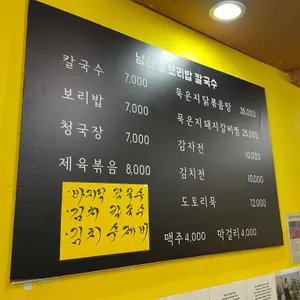 보리밥 칼국수
칼국수 7,000
보리밥 7,000
청국장 7,000
제육볶음 8,000
·바지락 칼국수
·김치 칼국수
·김치 수제비
묵은지닭볶음탕 35,000
묵은지돼지갈비찜 29,000
감자전 10,000
김치전 10,000
도토리묵 12,000
맥주 4,000 막걸리 4,000